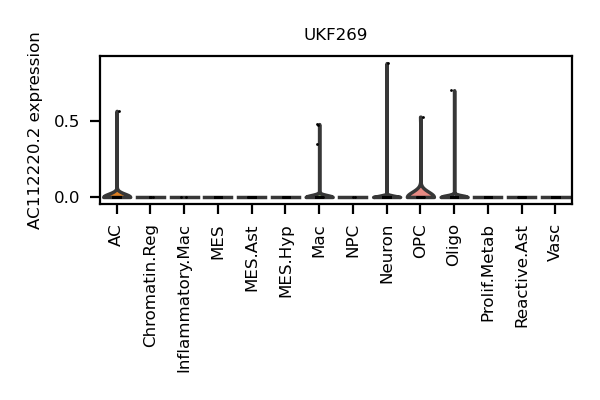 UKF269
AC112220.2 expression
0.5
0.0
AC
Chromatin.Reg
Inflammatory.Mac
MES
MES.Ast
MES.Hyp
Mac
NPC
Neuron
OPC
Oligo
Prolif.Metab
Reactive.Ast
Vasc